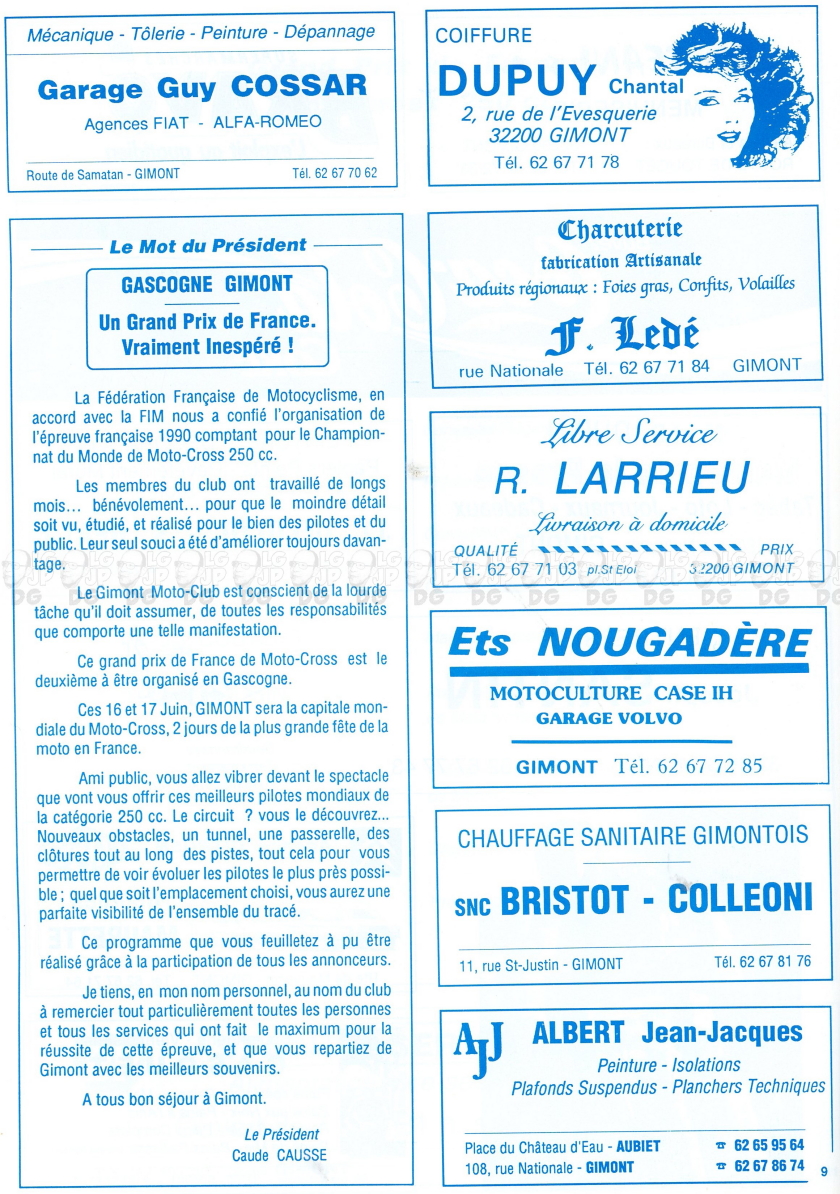 Mécanique - Tôlerie - Peinture - Dépannage
Garage Guy COSSAR
Agences FIAT - ALFA-ROMEO
Route de Samatan - GIMONT Tél. 62 67 70 62
Le Mot du Président
GASCOGNE GIMONT
Un Grand Prix de France.
Vraiment Inespéré !
La Fédération Française de Motocyclisme, en
accord avec la FIM nous a confié l'organisation de
l'épreuve française 1990 comptant pour le Champion-
nat du Monde de Moto-Cross 250 cc.
Les membres du club ont travaillé de longs
mois... bénévolement... pour que le moindre détail
soit vu, étudié, et réalisé pour le bien des pilotes et du
public. Leur seul souci a été d'améliorer toujours davan-
tage.
Le Gimont Moto-Club est conscient de la lourde
tâche qu'il doit assumer, de toutes les responsabilités
que comporte une telle manifestation.
Ce grand prix de France de Moto-Cross est le
deuxième à être organisé en Gascogne.
Ces 16 et 17 Juin, GIMONT sera la capitale mon-
diale du Moto-Cross, 2 jours de la plus grande fête de la
moto en France.
Ami public, vous allez vibrer devant le spectacle
que vont vous offrir ces meilleurs pilotes mondiaux de
la catégorie 250 cc. Le circuit ? vous le découvrez...
Nouveaux obstacles, un tunnel, une passerelle, des
clôtures tout au long des pistes, tout cela pour vous
permettre de voir évoluer les pilotes le plus près possi-
ble ; quel que soit l'emplacement choisi, vous aurez une
parfaite visibilité de l'ensemble du tracé.
Ce programme que vous feuilletez à pu être
réalisé grâce à la participation de tous les annonceurs.
Je tiens, en mon nom personnel, au nom du club
à remercier tout particulièrement toutes les personnes
et tous les services qui ont fait le maximum pour la
réussite de cette épreuve, et que vous repartiez de
Gimont avec les meilleurs souvenirs.
A tous bon séjour à Gimont.
Le Président
Caude CAUSSE
COIFFURE
DUPUY Chantal
2, rue de l'Evesquerie
32200 GIMONT
Tél. 62 67 71 78
Charcuterie
fabrication Artisanale
Produits régionaux : Foies gras, Confits, Volailles
F. Ledé
rue Nationale Tél. 62 67 71 84 GIMONT
Libre Service
R. LARRIEU
Livraison à domicile
QUALITÉ PRIX
Tél. 62 67 71 03 pl.St Eloi 32200 GIMONT
Ets NOUGADÈRE
MOTOCULTURE CASE IH
GARAGE VOLVO
GIMONT Tél. 62 67 72 85
CHAUFFAGE SANITAIRE GIMONTOIS
SNC BRISTOT - COLLEONI
11, rue St-Justin - GIMONT Tél. 62 67 81 76
AJJ ALBERT Jean-Jacques
Peinture - Isolations
Plafonds Suspendus - Planchers Techniques
Place du Château d'Eau - AUBIET ☎ 62 65 95 64
108, rue Nationale - GIMONT ☎ 62 67 86 74
9